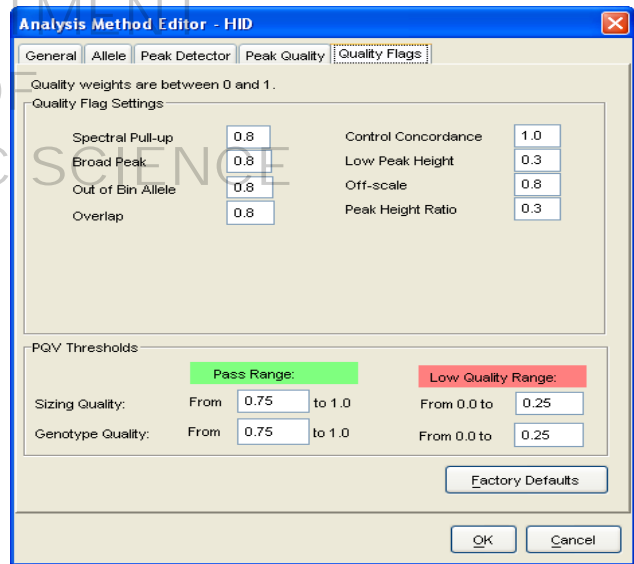 Analysis Method Editor - HID
General Allele Peak Detector Peak Quality Quality Flags
Quality weights are between 0 and 1.
Quality Flag Settings
Spectral Pull-up 0.8 Control Concordance 1.0
Broad Peak 0.8 Low Peak Height 0.3
Out of Bin Allele 0.8 Off-scale 0.8
Overlap 0.8 Peak Height Ratio 0.3
SCIENCE
PQV Thresholds
Pass Range: Low Quality Range:
Sizing Quality: From 0.75 to 1.0 From 0.0 to 0.25
Genotype Quality: From 0.75 to 1.0 From 0.0 to 0.25
Factory Defaults
OK Cancel